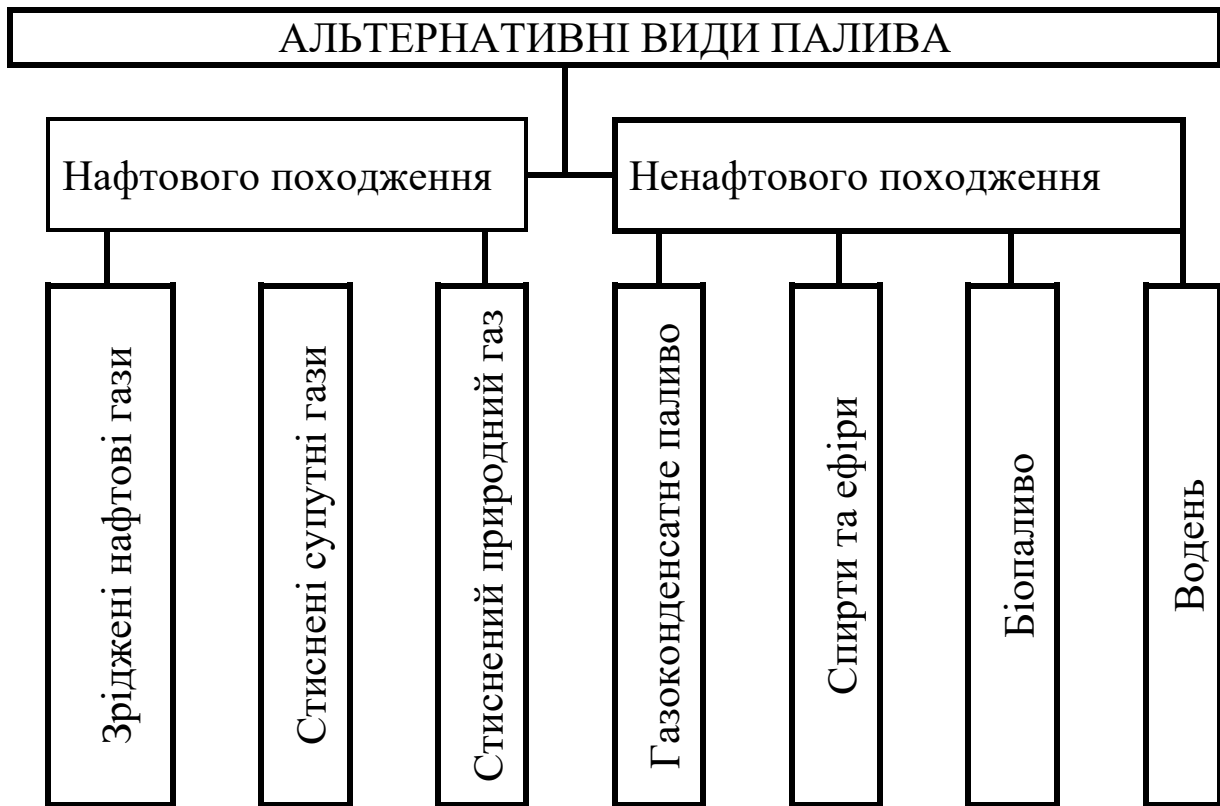 АЛЬТЕРНАТИВНІ ВИДИ ПАЛИВА
Нафтового походження
Ненафтового походження
Зріджені нафтові гази
Стиснені супутні гази
Стиснений природний газ
Газоконденсатне паливо
Спирти та ефіри
Біопаливо
Водень